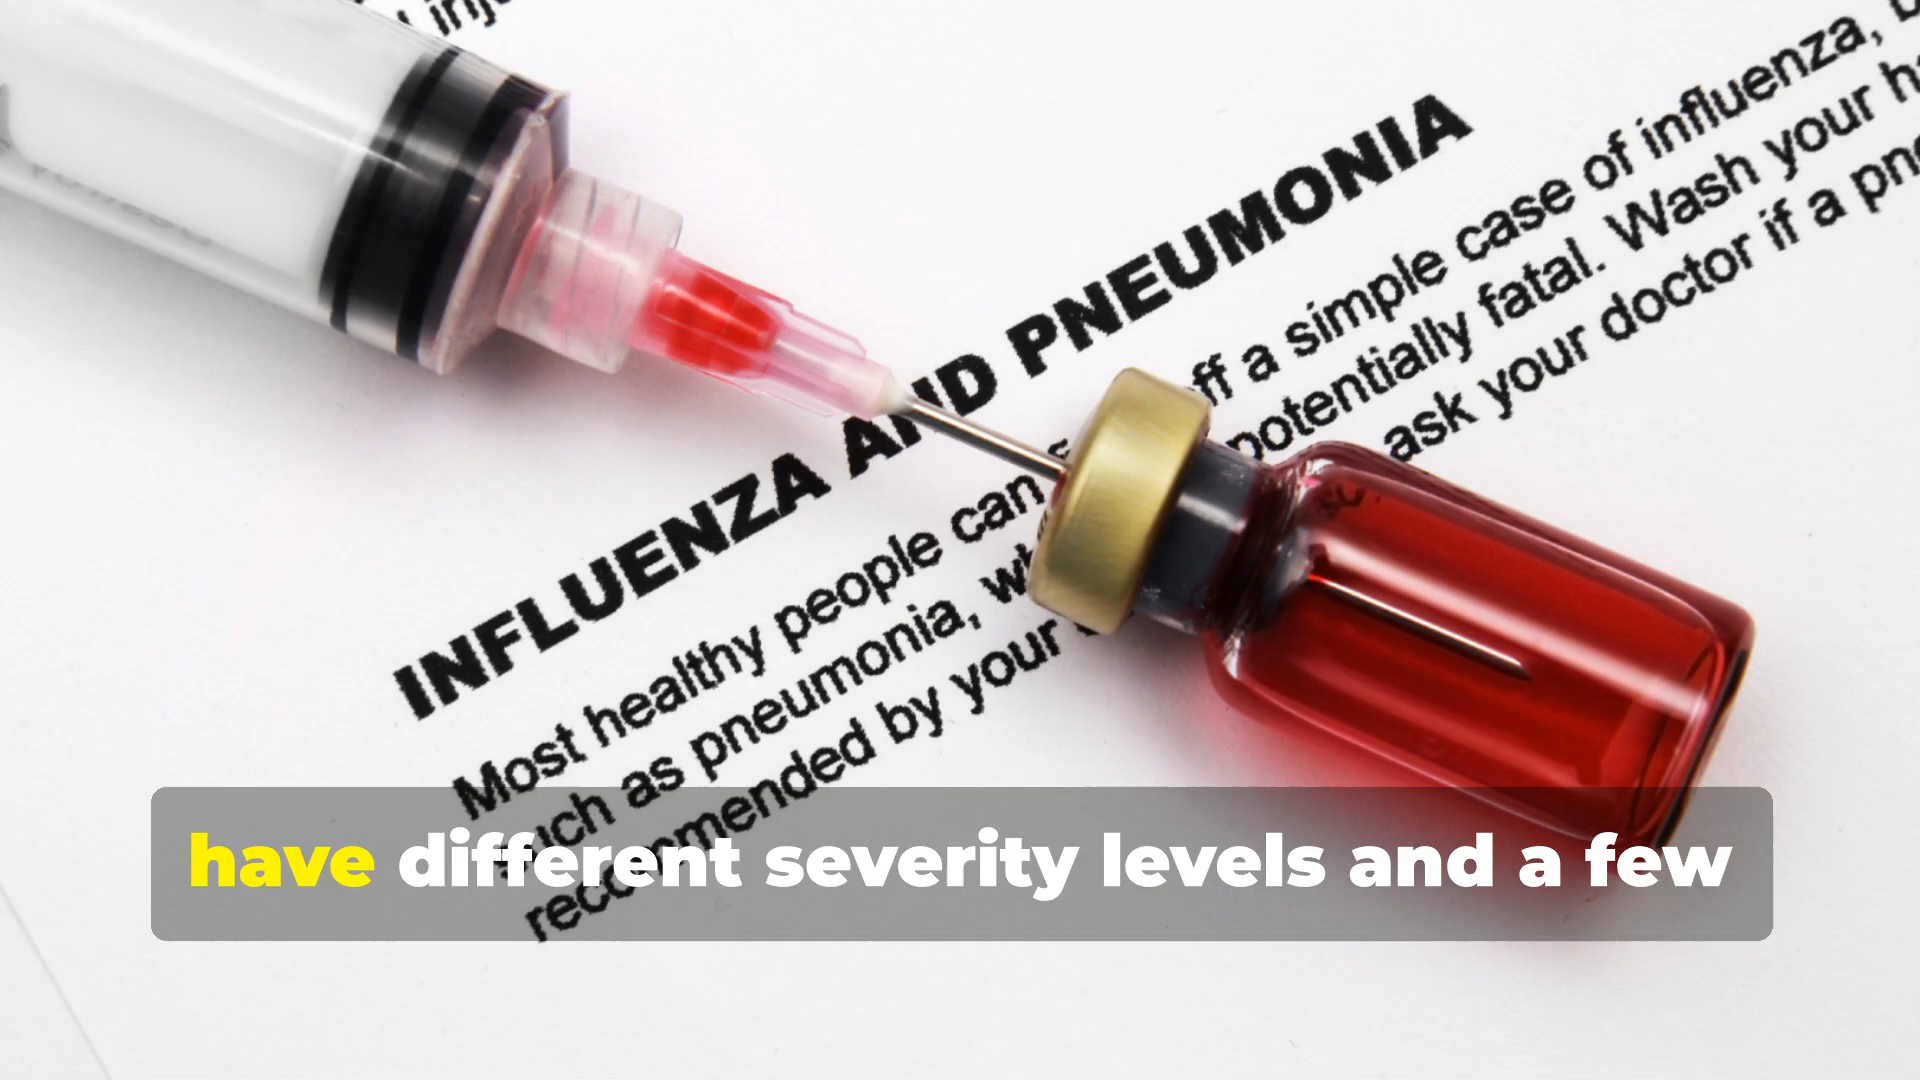 INFLUENZA AND PNEUMONIA
Most healthy people can ff a simple case of influenza,
such as pneumonia, potentially fatal. Wash your
recommended by your ask your doctor if a
have different severity levels and a few